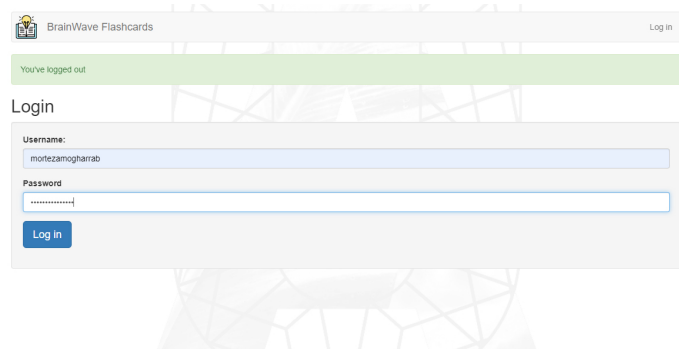 BrainWave Flashcards
Log in
You've logged out
Login
Username:
mortezamogharrab
Password
Log in